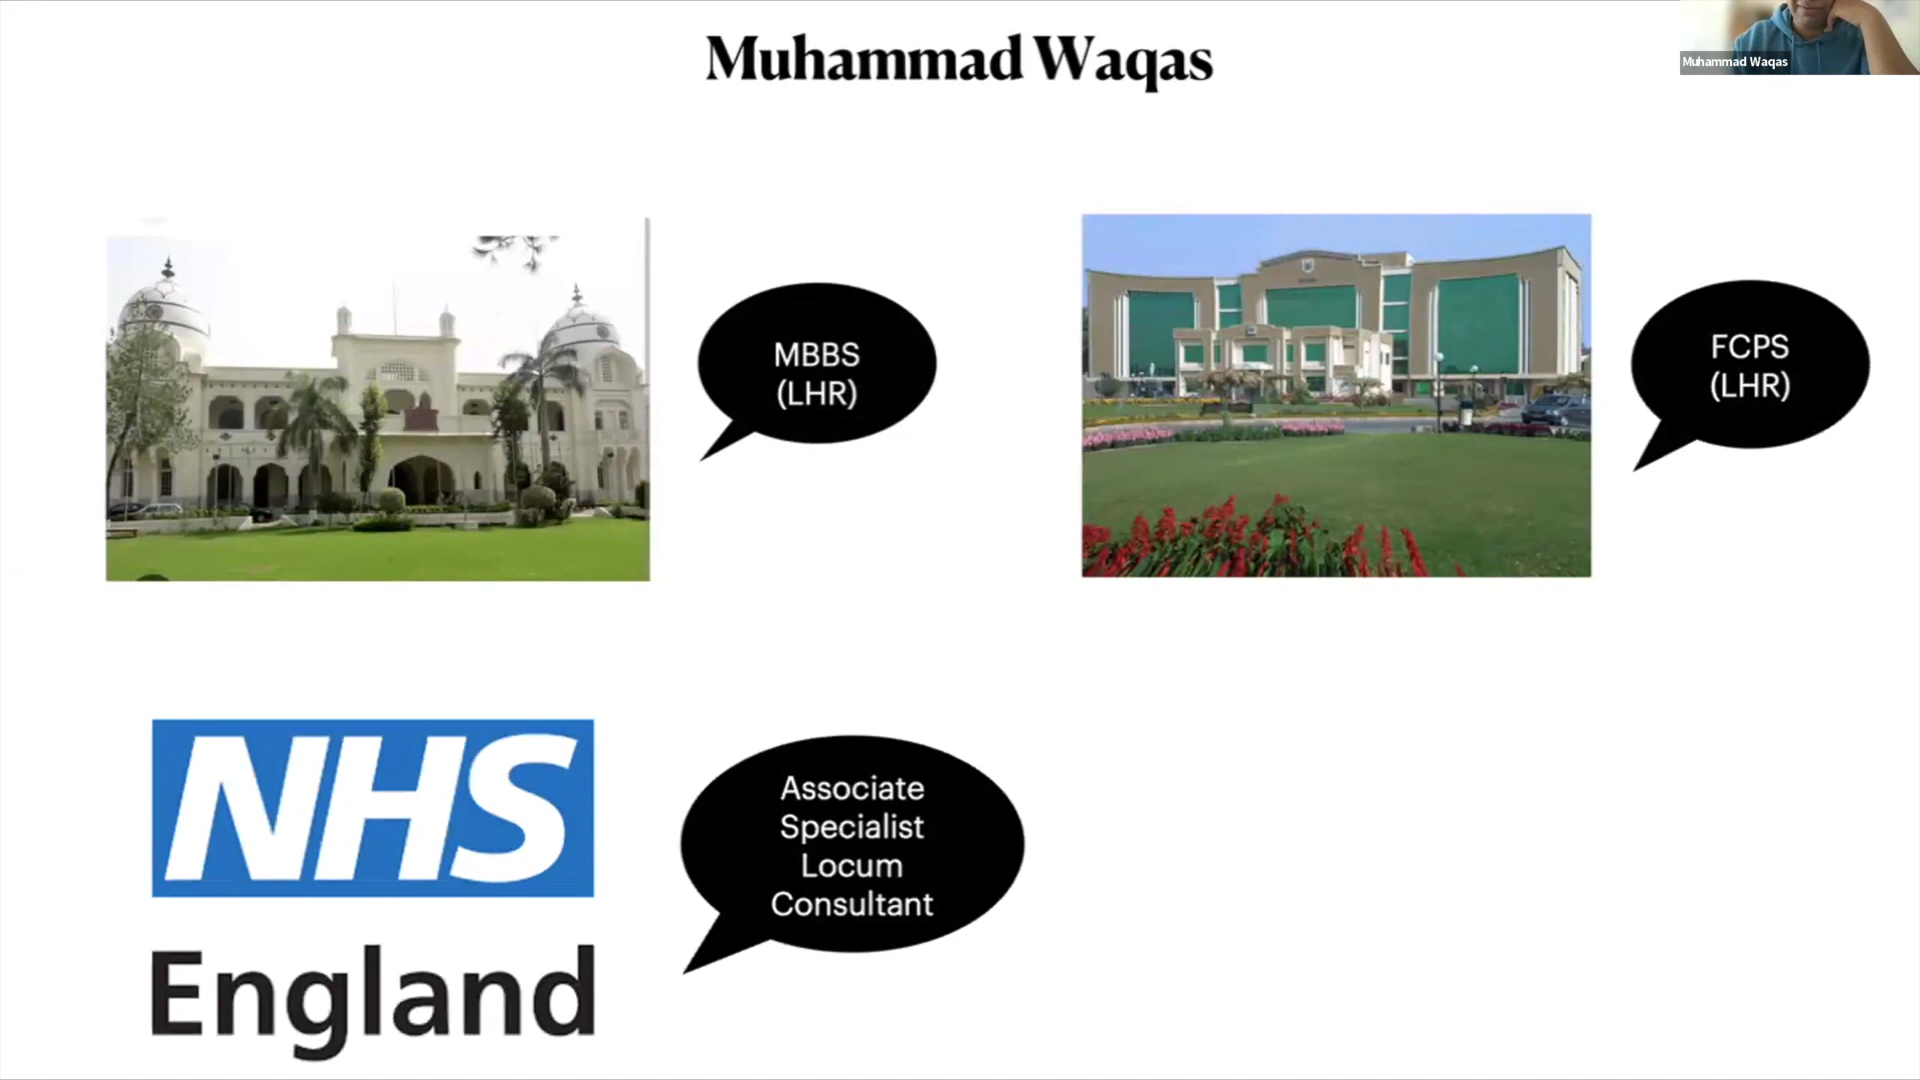 Muhammad Waqas
Muhammad Waqas
MBBS
(LHR)
FCPS
(LHR)
NHS
England
Associate
Specialist
Locum
Consultant